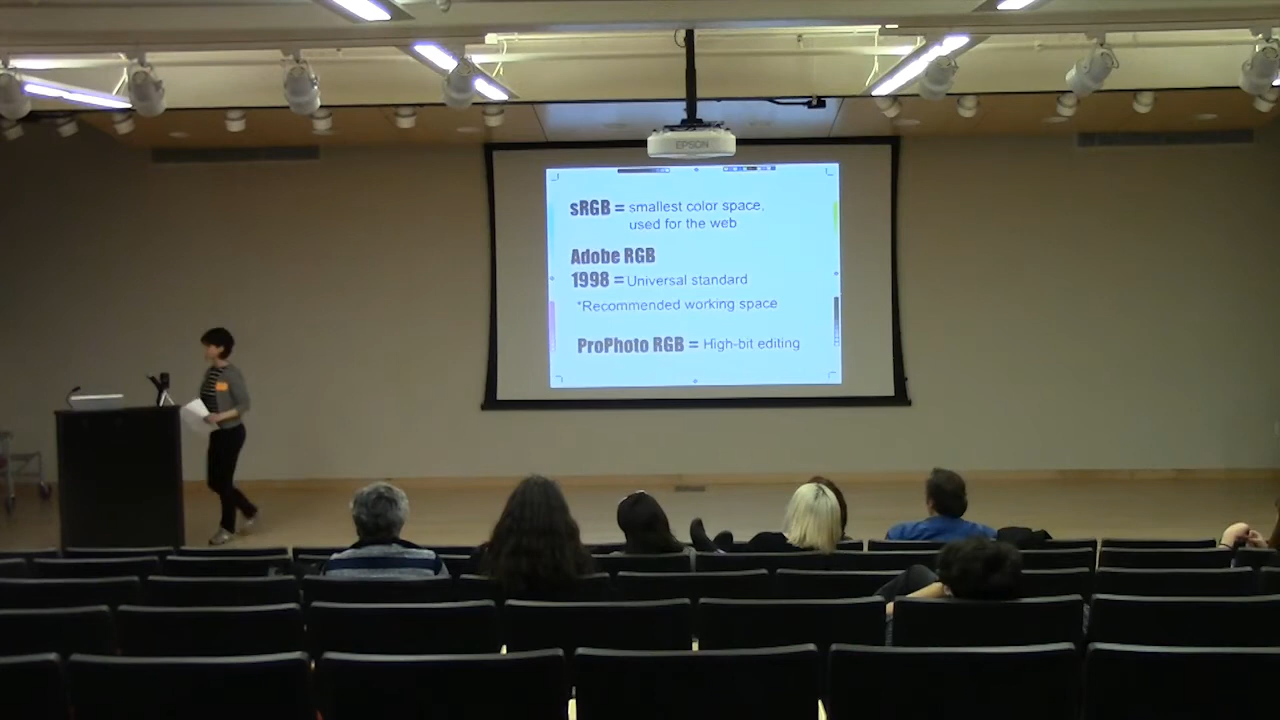 EPSON
sRGB = smallest color space,
used for the web
Adobe RGB
1998 = Universal standard
*Recommended working space
ProPhoto RGB = High-bit editing